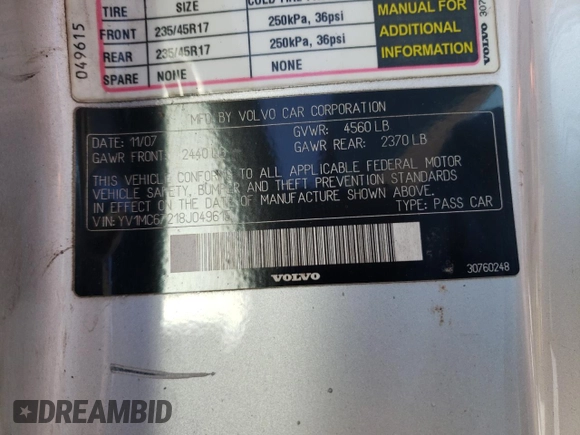 049615
TIRE SIZE
FRONT 235/45R17 250kPa, 36psi
REAR 235/45R17 250kPa, 36psi
SPARE NONE NONE
MANUAL FOR
ADDITIONAL
INFORMATION
VOLVO
MFD. BY VOLVO CAR CORPORATION
DATE: 11/07 GVWR: 4560 LB
GAWR FRONT: 2440 GAWR REAR: 2370 LB
THIS VEHICLE CONFORMS TO ALL APPLICABLE FEDERAL MOTOR
VEHICLE SAFETY, BUMPER AND THEFT PREVENTION STANDARDS
IN EFFECT ON THE DATE OF MANUFACTURE SHOWN ABOVE.
VIN: TYPE: PASS CAR
VOLVO
30760248
DREAMBID